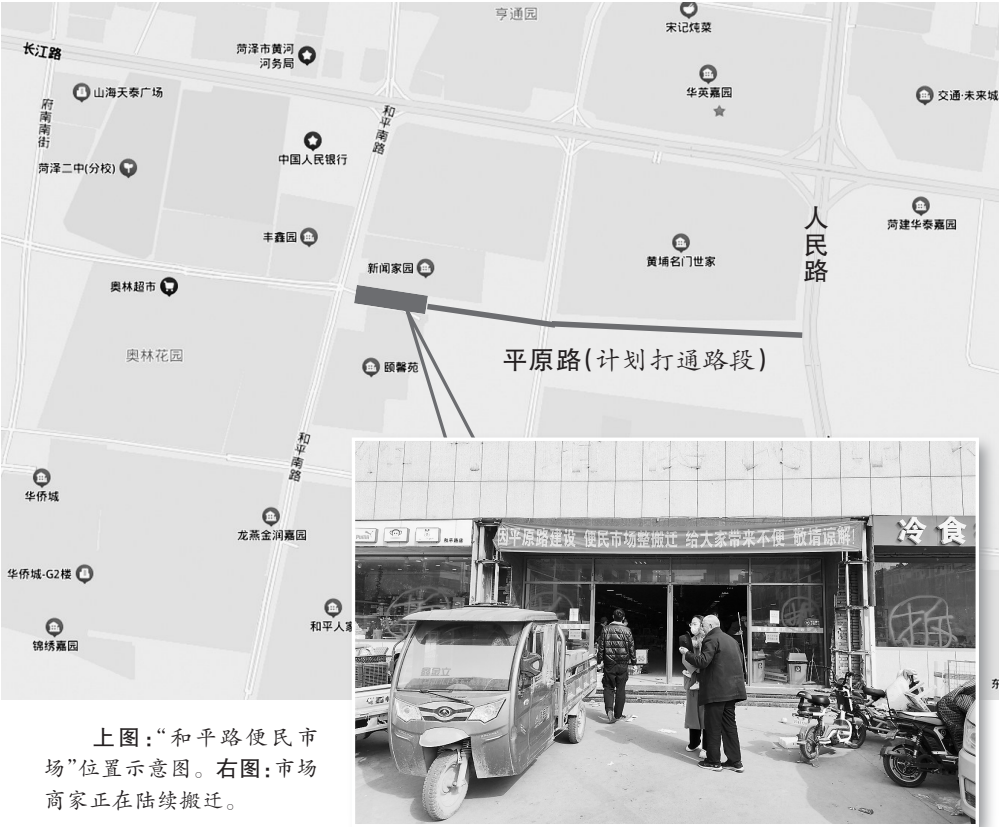 亨通园
宋记炖菜
长江路
菏泽市黄河
河务局
华英嘉园
山海天泰广场
交通·未来城
府南南街
和平南路
中国人民银行
菏泽二中(分校)
人民路
菏建华泰嘉园
丰鑫园
黄埔名门世家
新闻家园
奥林超市
奥林花园
颐馨苑
平原路(计划打通路段)
和平南路
华侨城
龙燕金润嘉园
华侨城-G2楼
和平人家
锦绣嘉园
东
因平原路建设 便民市场整搬迁 给大家带来不便 敬请谅解!
冷食
拆
上图:“和平路便民市
场”位置示意图。右图:市场
商家正在陆续搬迁。